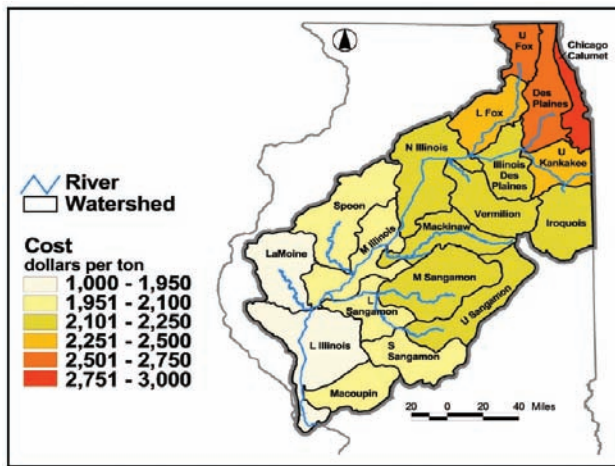 U
Fox
Chicago
Calumet
Des
Plaines
L Fox
N Illinois
U
Kankakee
Illinois
Des
Plaines
River
Watershed
Spoon
M Illinois
Mackinaw
Vermilion
Iroquois
Cost
dollars per ton
1,000 - 1,950
1,951 - 2,100
2,101 - 2,250
2,251 - 2,500
2,501 - 2,750
2,751 - 3,000
LaMoine
M Sangamon
L
Sangamon
U Sangamon
L Illinois
S
Sangamon
Macoupin
20 0 20 40 Miles